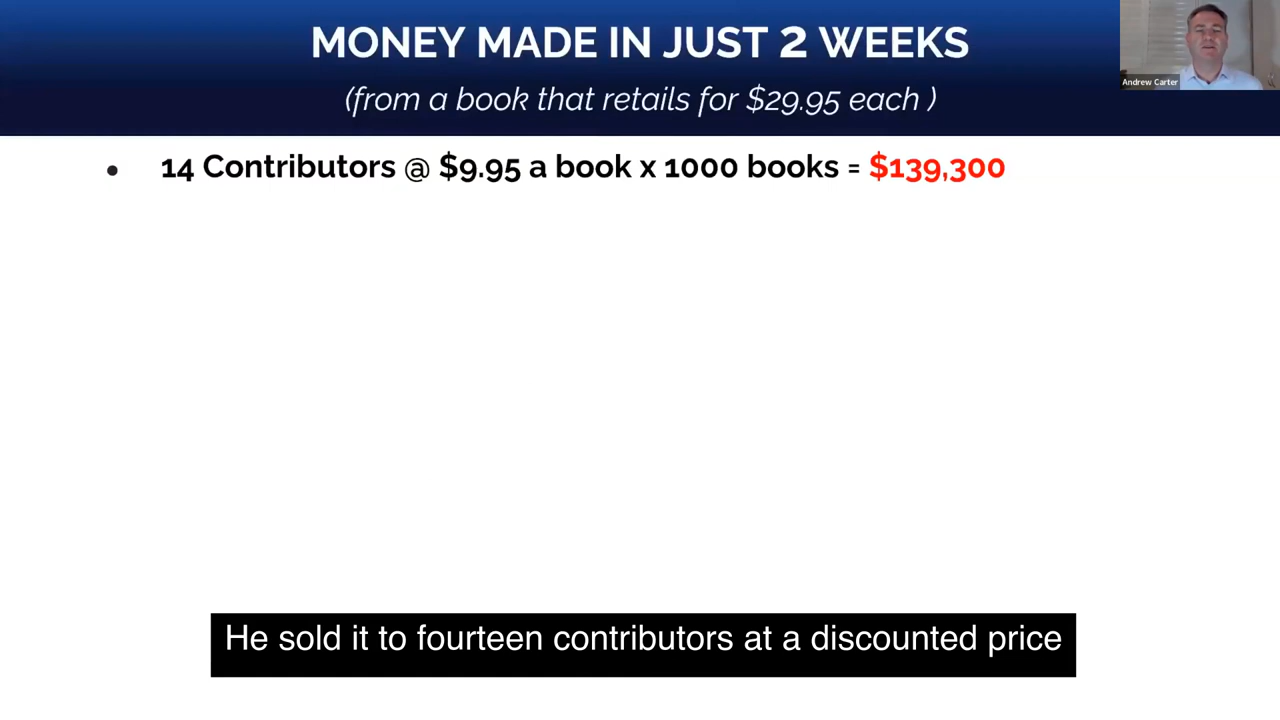 MONEY MADE IN JUST 2 WEEKS
(from a book that retails for $29.95 each )
Andrew Carter
• 14 Contributors @ $9.95 a book x 1000 books = $139,300
He sold it to fourteen contributors at a discounted price